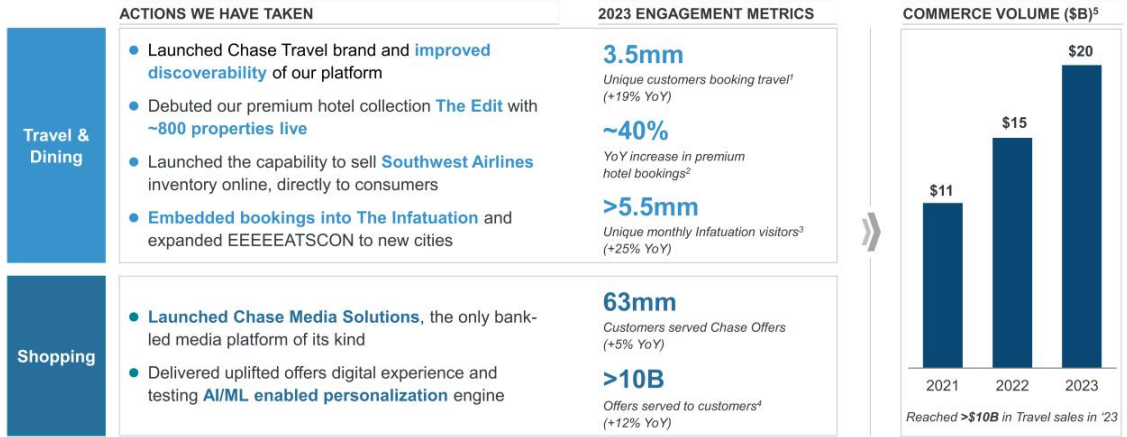 ACTIONS WE HAVE TAKEN
2023 ENGAGEMENT METRICS
COMMERCE VOLUME ($B)⁵
Travel &
Dining
● Launched Chase Travel brand and improved
discoverability of our platform
● Debuted our premium hotel collection The Edit with
~800 properties live
● Launched the capability to sell Southwest Airlines
inventory online, directly to consumers
● Embedded bookings into The Infatuation and
expanded EEEEEATSCON to new cities
3.5mm
Unique customers booking travel¹
(+19% YoY)
~40%
YoY increase in premium
hotel bookings²
>5.5mm
Unique monthly Infatuation visitors³
(+25% YoY)
Shopping
● Launched Chase Media Solutions, the only bank-
led media platform of its kind
● Delivered uplifted offers digital experience and
testing AI/ML enabled personalization engine
63mm
Customers served Chase Offers
(+5% YoY)
>10B
Offers served to customers⁴
(+12% YoY)
$11
$15
$20
2021
2022
2023
Reached >$10B in Travel sales in ‘23